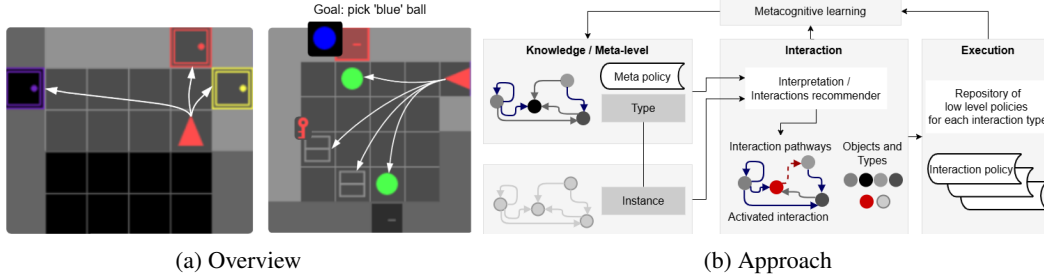 Goal: pick 'blue' ball
(a) Overview
Metacognitive learning
Knowledge / Meta-level
Meta policy
Type
Instance
Interaction
Interpretation /
Interactions recommender
Interaction pathways
Activated interaction
Objects and
Types
Execution
Repository of
low level policies
for each interaction type
Interaction policy
(b) Approach